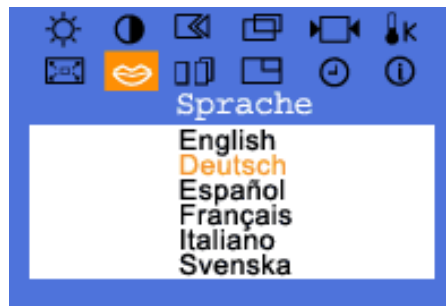 K
Sprache
English
Deutsch
Español
Français
Italiano
Svenska